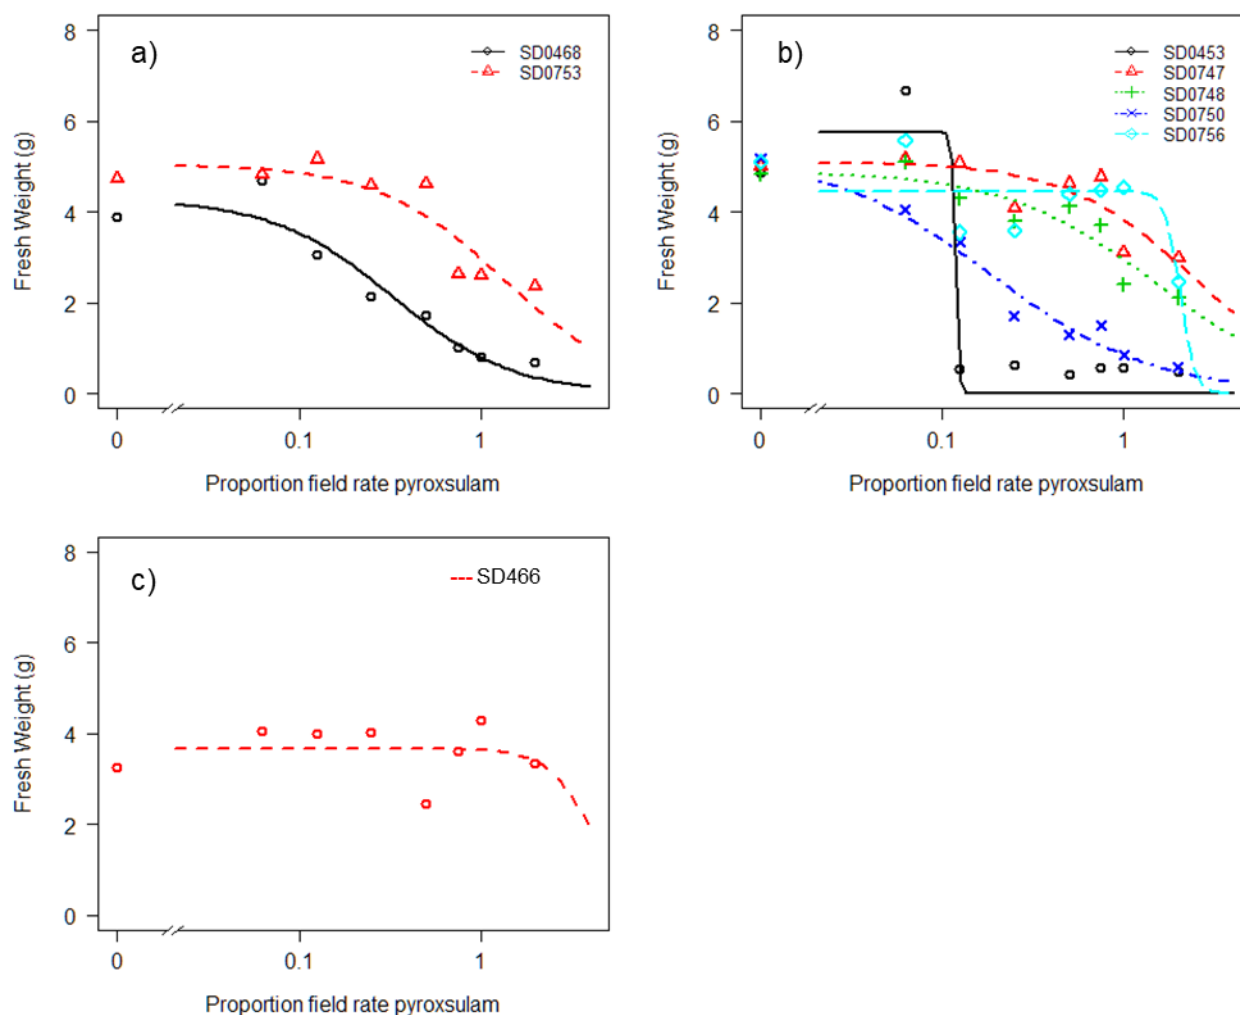 a)
SD0468
SD0753
8
6
4
2
0
Fresh Weight (g)
0
0.1
1
Proportion field rate pyroxsulam
b)
SD0453
SD0747
SD0748
SD0750
SD0756
8
6
4
2
0
Fresh Weight (g)
0
0.1
1
Proportion field rate pyroxsulam
c)
SD466
8
6
4
2
0
Fresh Weight (g)
0
0.1
1
Proportion field rate pyroxsulam